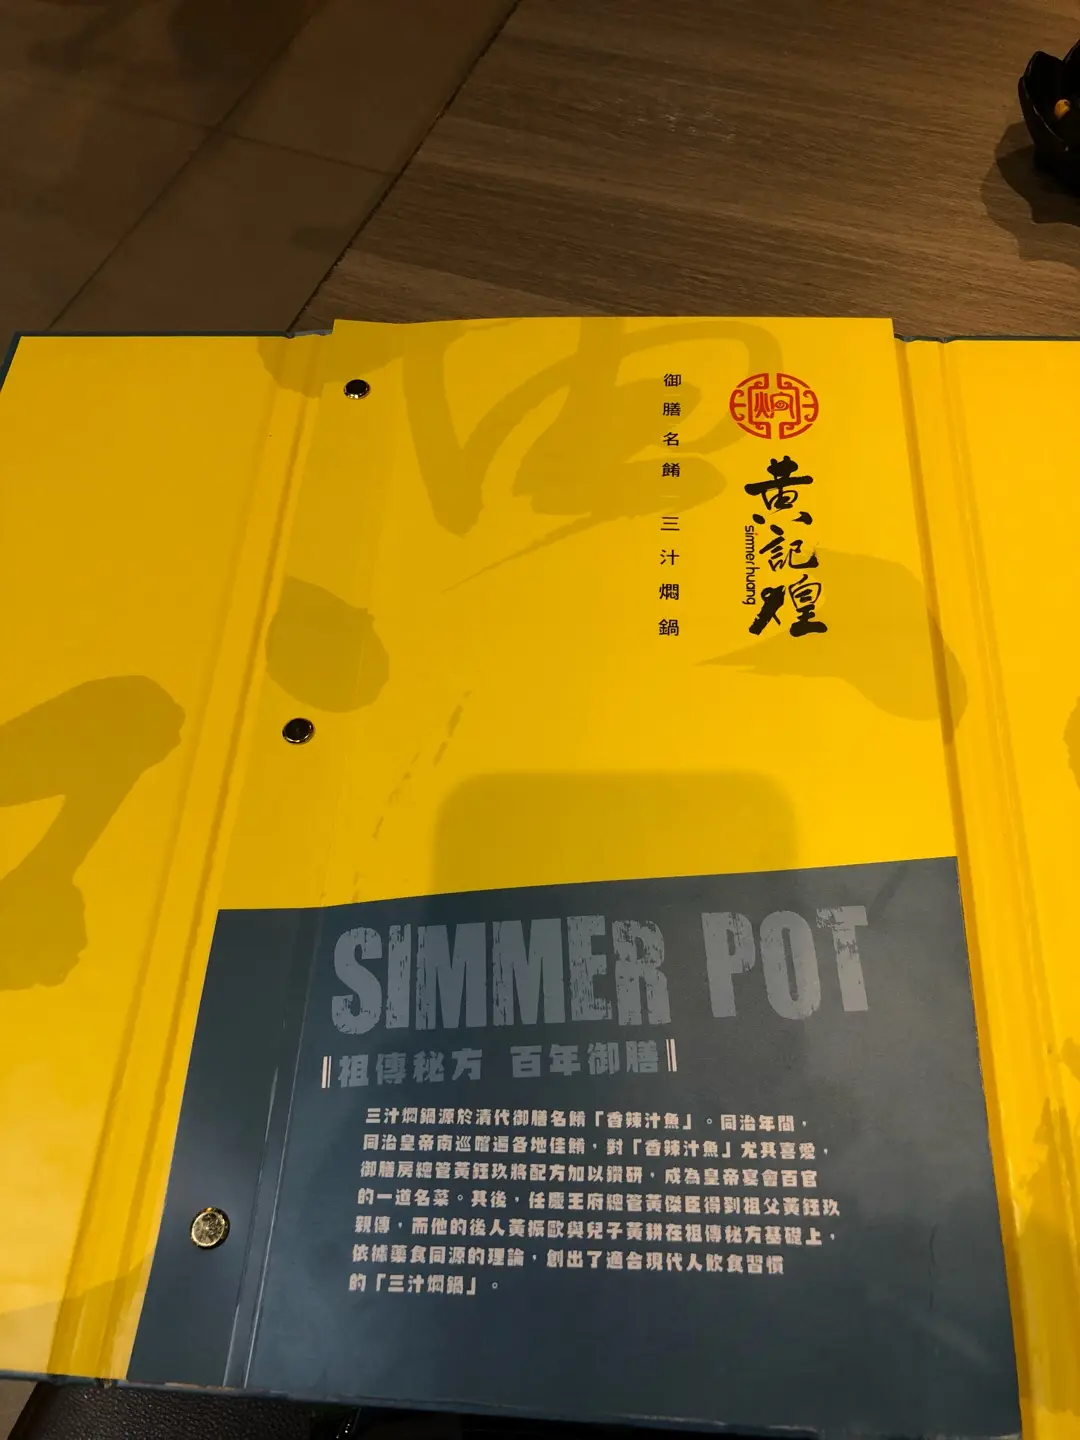 御膳名餚 三汁燜鍋
黃記煌
simmer huang
SIMMER POT
祖傳秘方 百年御膳
三汁燜鍋源於清代御膳名餚「香辣汁魚」。同治年間，
同治皇帝南巡嚐遍各地佳餚，對「香辣汁魚」尤其喜愛，
御膳房總管黃鈺玖將配方加以鑽研，成為皇帝宴會百官
的一道名菜。其後，任慶王府總管黃傑臣得到祖父黃鈺玖
親傳，而他的後人黃振歐與兒子黃耕在祖傳秘方基礎上，
依據藥食同源的理論，創出了適合現代人飲食習慣
的「三汁燜鍋」。